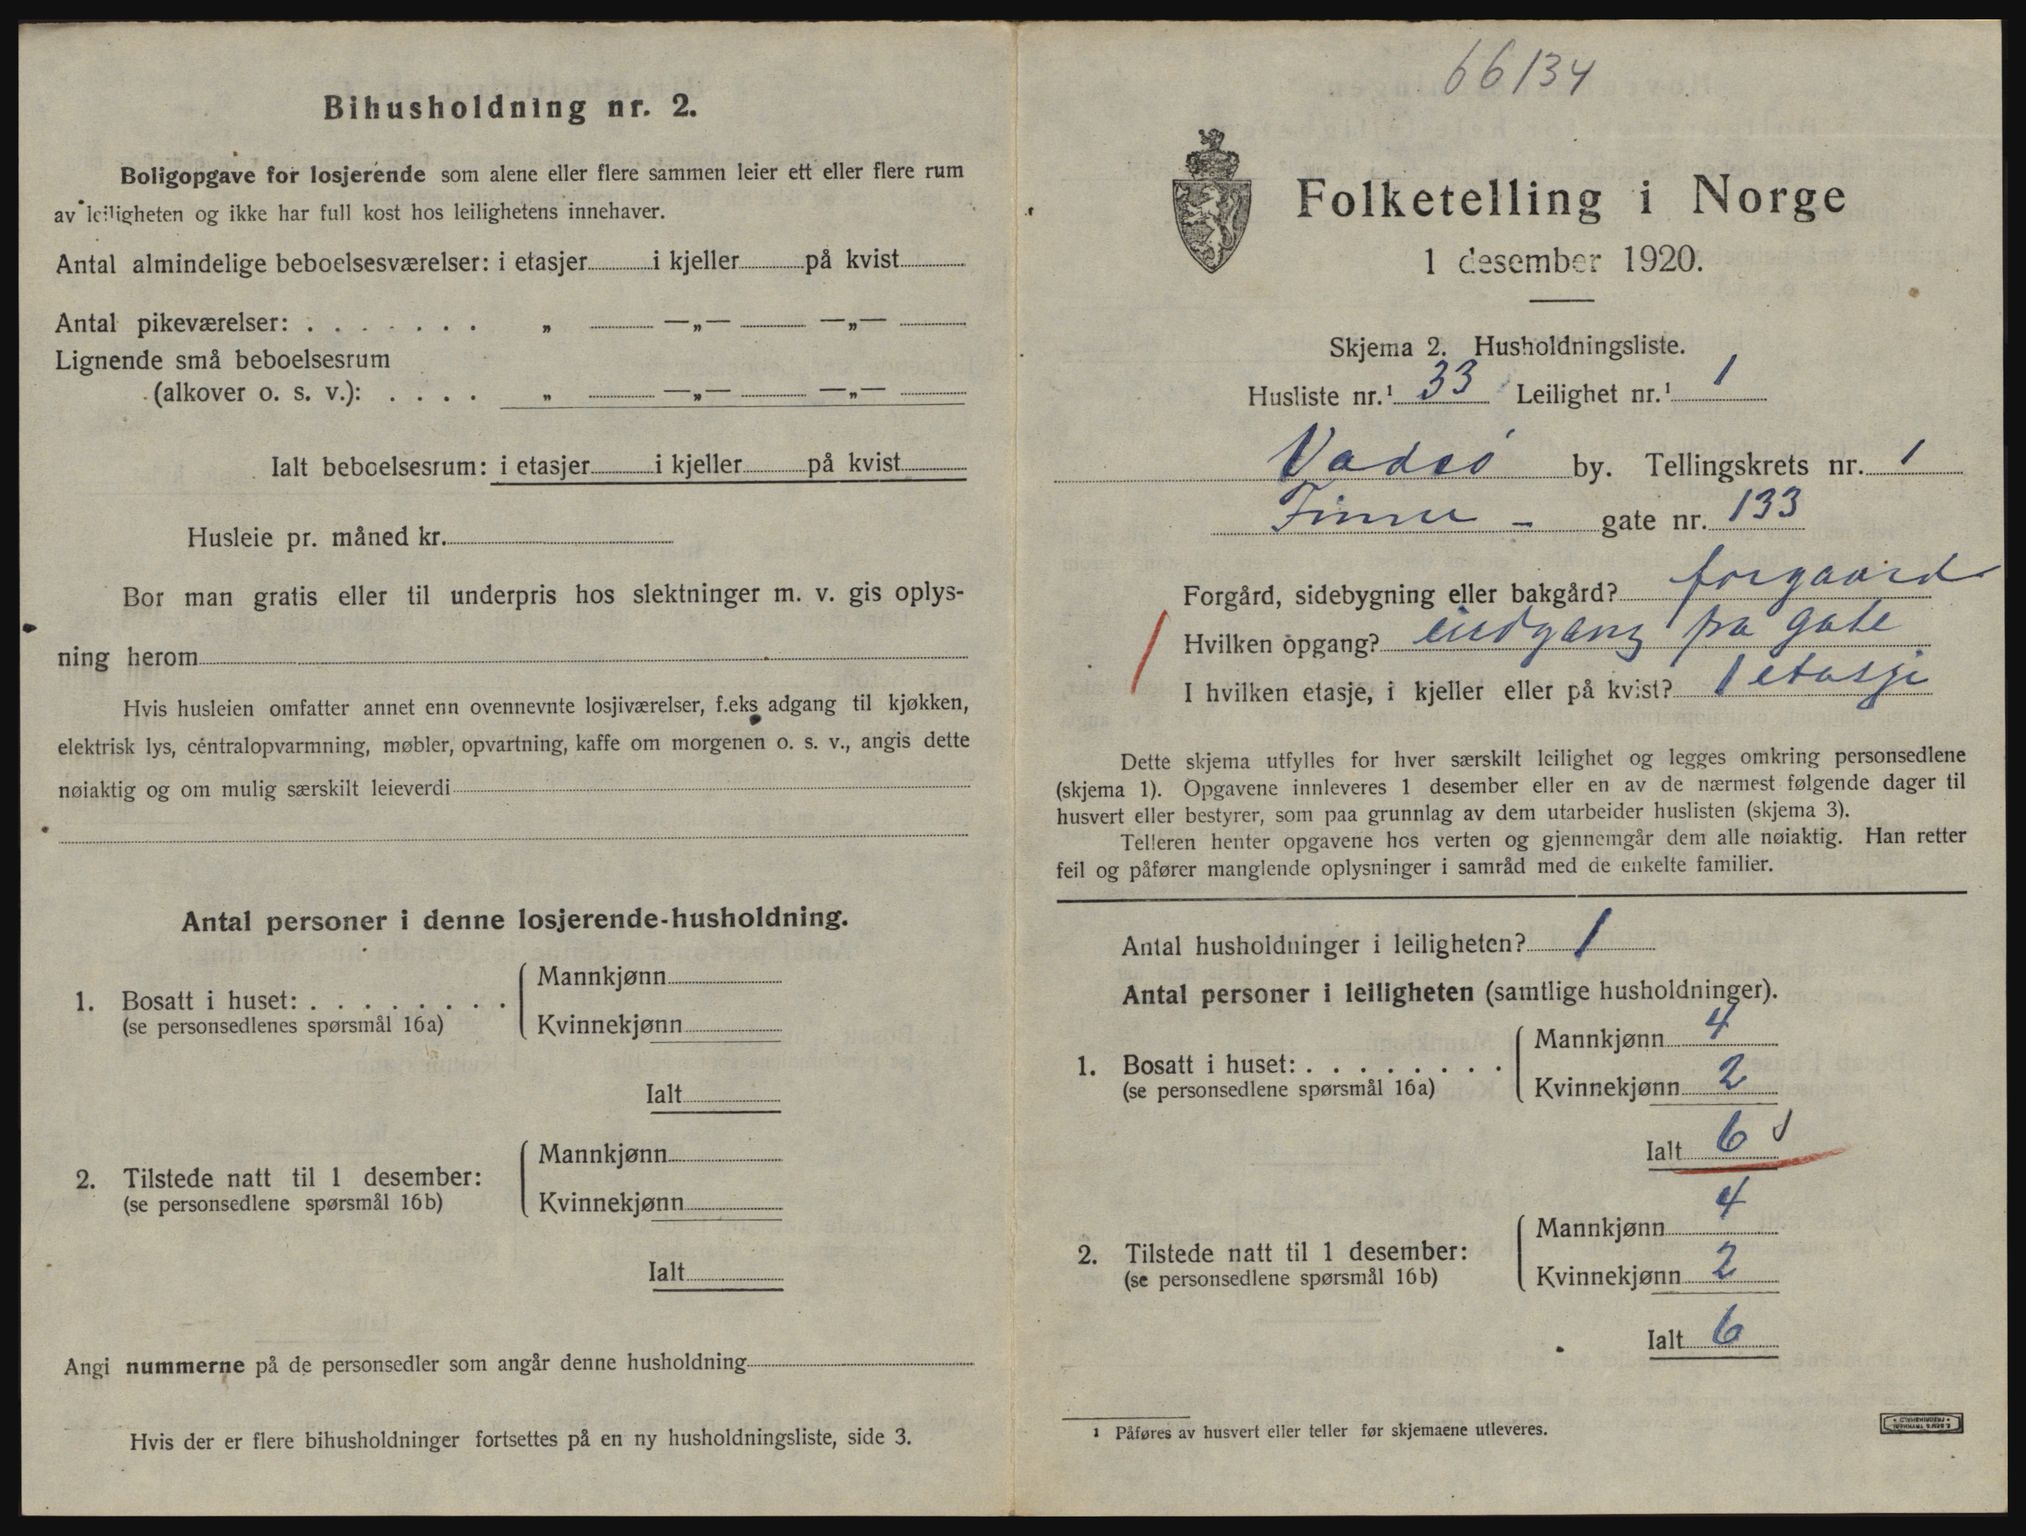 Bihusholdning nr. 2.
Boligopgave for losjerende som alene eller flere sammen leier ett eller flere rum
av leiligheten og ikke har full kost hos leilighetens innehaver.
Antal almindelige beboelsesværelser: i etasjer i kjeller på kvist
Antal pikeværelser: . . . . . . . „ —„— —„—
Lignende små beboelsesrum
(alkover o. s. v.): . . . . „ —„— —„—
Ialt beboelsesrum: i etasjer i kjeller på kvist
Husleie pr. måned kr.
Bor man gratis eller til underpris hos slektninger m. v. gis oplys-
ning herom
Hvis husleien omfatter annet enn ovennevnte losjiværelser, f.eks adgang til kjøkken,
elektrisk lys, centralopvarmning, møbler, opvartning, kaffe om morgenen o. s. v., angis dette
nøiaktig og om mulig særskilt leieverdi
Antal personer i denne losjerende-husholdning.
1. Bosatt i huset: . . . . . . . .
(se personsedlenes spørsmål 16a)
Mannkjønn
Kvinnekjønn
Ialt
2. Tilstede natt til 1 desember:
(se personsedlene spørsmål 16b)
Mannkjønn
Kvinnekjønn
Ialt
Angi nummerne på de personsedler som angår denne husholdning
Hvis der er flere bihusholdninger fortsettes på en ny husholdningsliste, side 3.
66134
Folketelling i Norge
1 desember 1920.
Skjema 2. Husholdningsliste.
Husliste nr.¹ 33 Leilighet nr.¹ 1
Vadsö by. Tellingskrets nr. 1
Finne - gate nr. 133
Forgård, sidebygning eller bakgård? forgaard
Hvilken opgang? indgang fra gate
I hvilken etasje, i kjeller eller på kvist? 1 etasje
Dette skjema utfylles for hver særskilt leilighet og legges omkring personsedlene
(skjema 1). Opgavene innleveres 1 desember eller en av de nærmest følgende dager til
husvert eller bestyrer, som paa grunnlag av dem utarbeider huslisten (skjema 3).
Telleren henter opgavene hos verten og gjennemgår dem alle nøiaktig. Han retter
feil og påfører manglende oplysninger i samråd med de enkelte familier.
Antal husholdninger i leiligheten? 1
Antal personer i leiligheten (samtlige husholdninger).
1. Bosatt i huset: . . . . . . . .
(se personsedlene spørsmål 16a)
Mannkjønn 4
Kvinnekjønn 2
Ialt 6
2. Tilstede natt til 1 desember:
(se personsedlene spørsmål 16b)
Mannkjønn 4
Kvinnekjønn 2
Ialt 6
¹ Påføres av husvert eller teller før skjemaene utleveres.